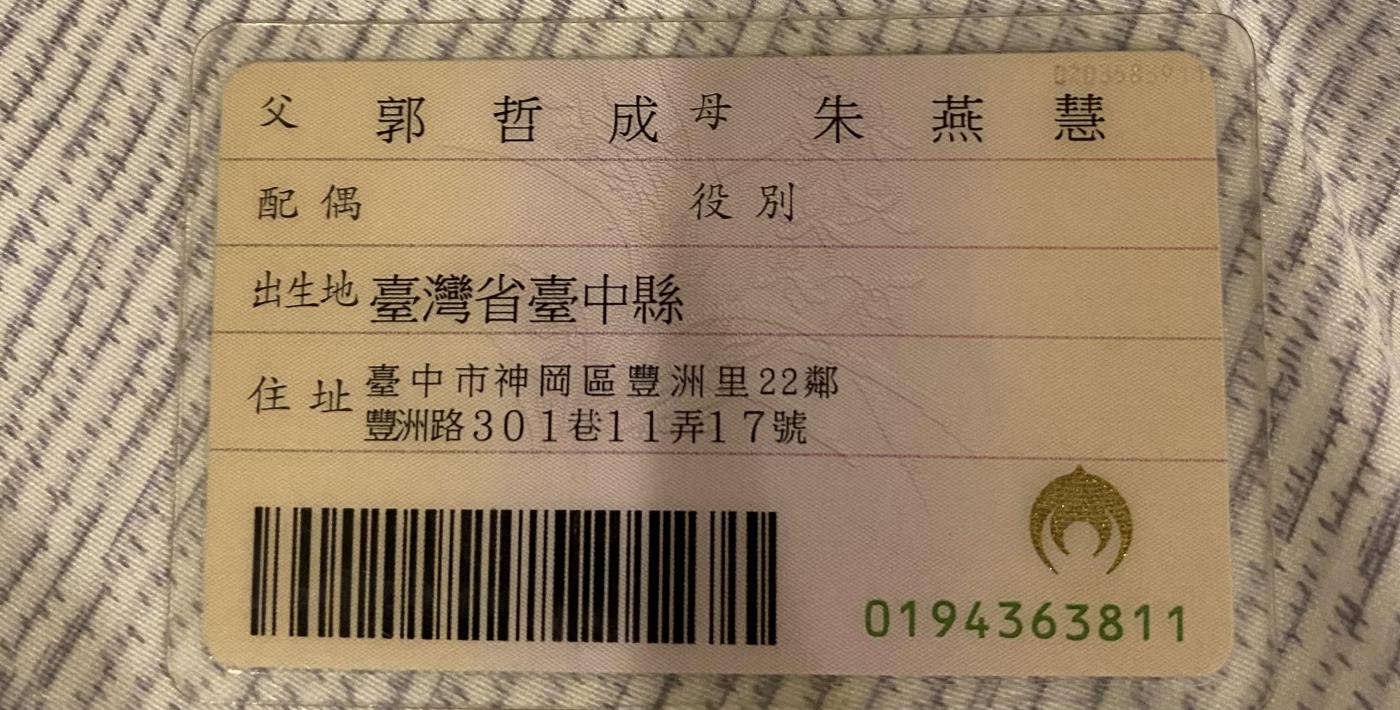 父 郭哲成 母 朱燕慧
配偶 役別
出生地 臺灣省臺中縣
住址 臺中市神岡區豐洲里22鄰
豐洲路301巷11弄17號
0194363811